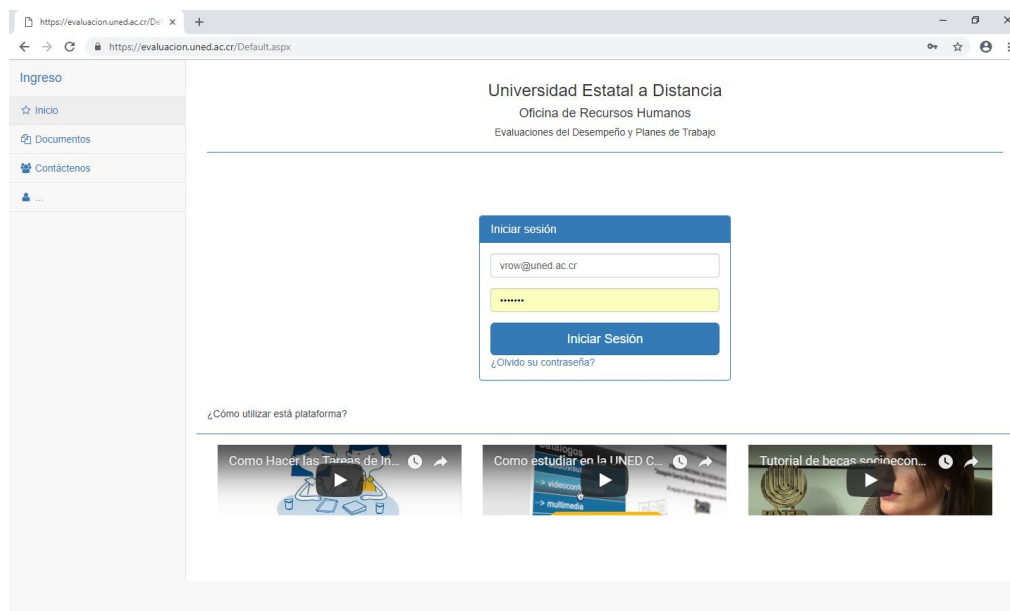 https://evaluacion.uned.ac.cr/De
https://evaluacion.uned.ac.cr/Default.aspx
Ingreso
Inicio
Documentos
Contáctenos
...
Universidad Estatal a Distancia
Oficina de Recursos Humanos
Evaluaciones del Desempeño y Planes de Trabajo
Iniciar sesión
vrow@uned.ac.cr
•••••••
Iniciar Sesión
¿Olvido su contraseña?
¿Cómo utilizar está plataforma?
Como Hacer las Tareas de In...
Como estudiar en la UNED C...
Tutorial de becas socioecon...
Catálogos
--> videoconf
--> multimedia